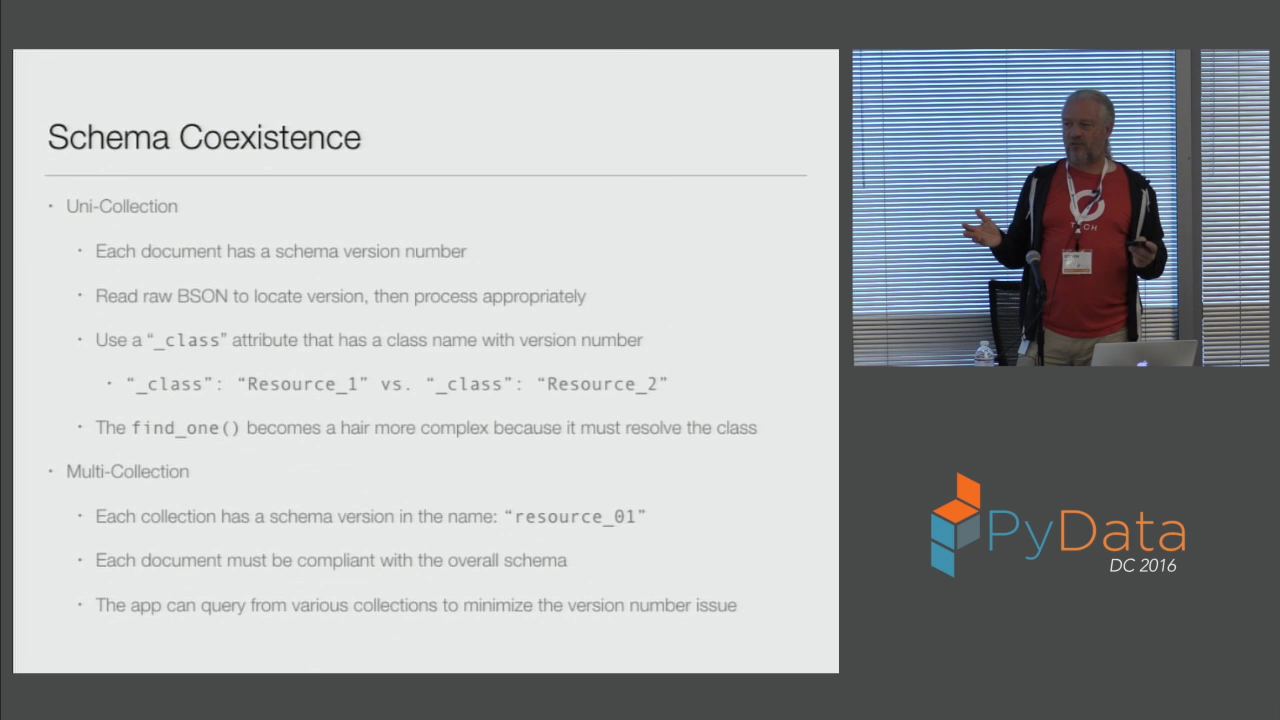 Schema Coexistence
• Uni-Collection
• Each document has a schema version number
• Read raw BSON to locate version, then process appropriately
• Use a “_class” attribute that has a class name with version number
• “_class”: “Resource_1” vs. “_class”: “Resource_2”
• The find_one() becomes a hair more complex because it must resolve the class
• Multi-Collection
• Each collection has a schema version in the name: “resource_01”
• Each document must be compliant with the overall schema
• The app can query from various collections to minimize the version number issue
TECH
PyData
DC 2016